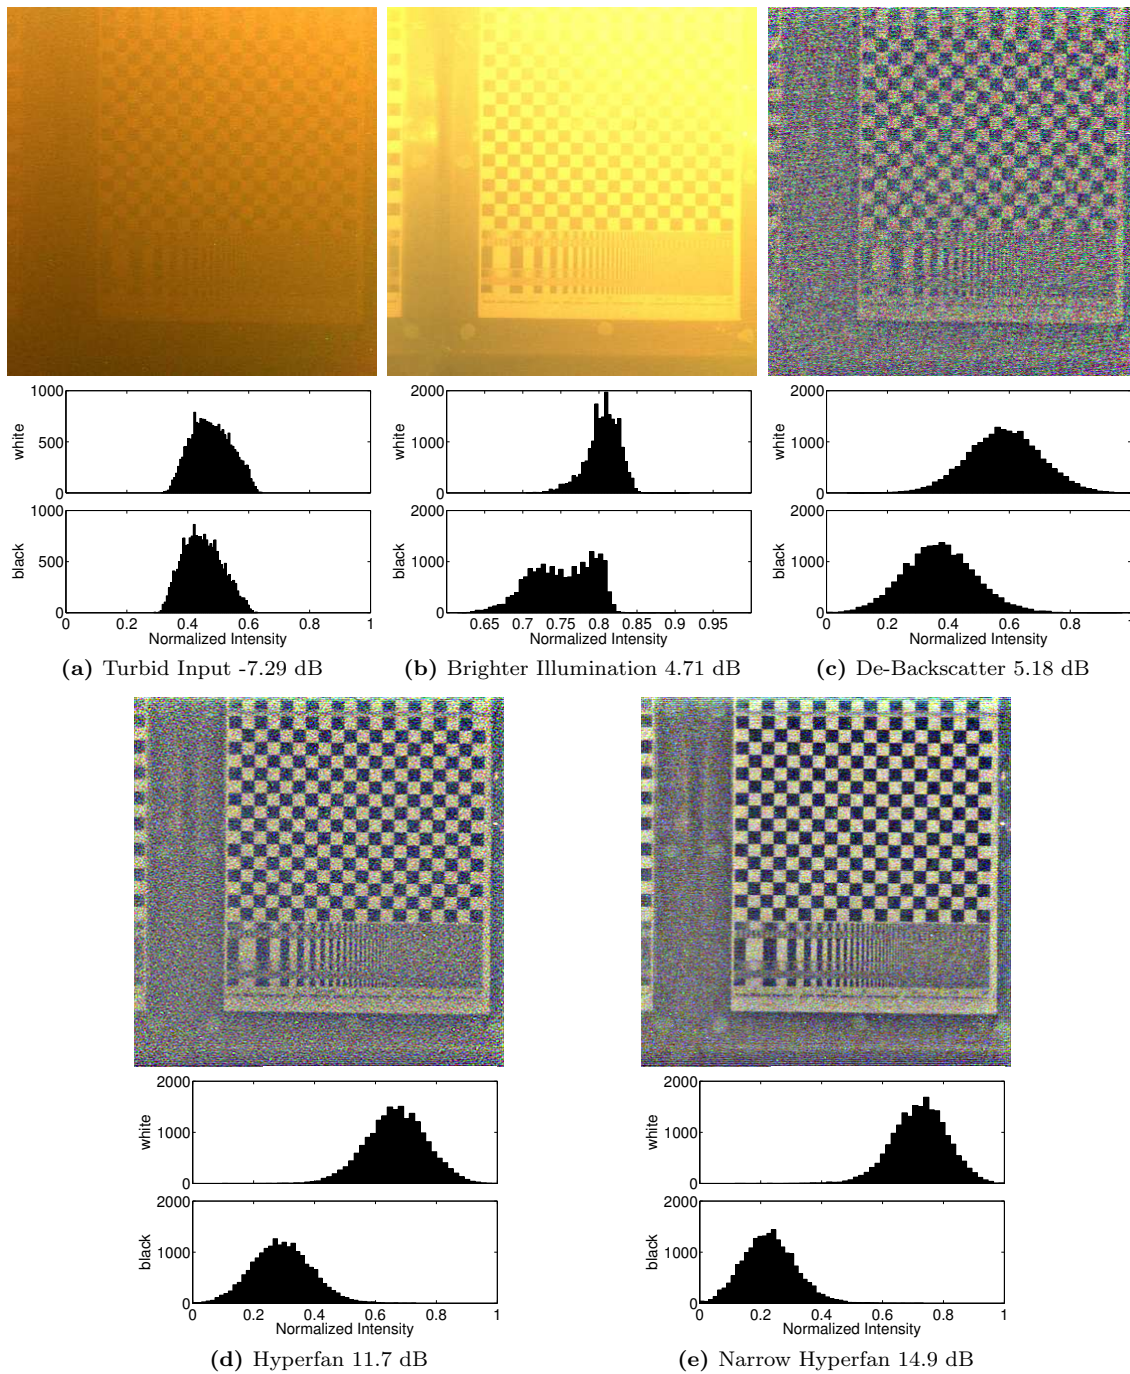 1000
500
0
white
1000
500
0
black
0 0.2 0.4 0.6 0.8 1
Normalized Intensity
(a) Turbid Input -7.29 dB
2000
1000
0
white
2000
1000
0
black
0.65 0.7 0.75 0.8 0.85 0.9 0.95
Normalized Intensity
(b) Brighter Illumination 4.71 dB
2000
1000
0
white
2000
1000
0
black
0 0.2 0.4 0.6 0.8 1
Normalized Intensity
(c) De-Backscatter 5.18 dB
2000
1000
0
white
2000
1000
0
black
0 0.2 0.4 0.6 0.8 1
Normalized Intensity
(d) Hyperfan 11.7 dB
2000
1000
0
white
2000
1000
0
black
0 0.2 0.4 0.6 0.8 1
Normalized Intensity
(e) Narrow Hyperfan 14.9 dB